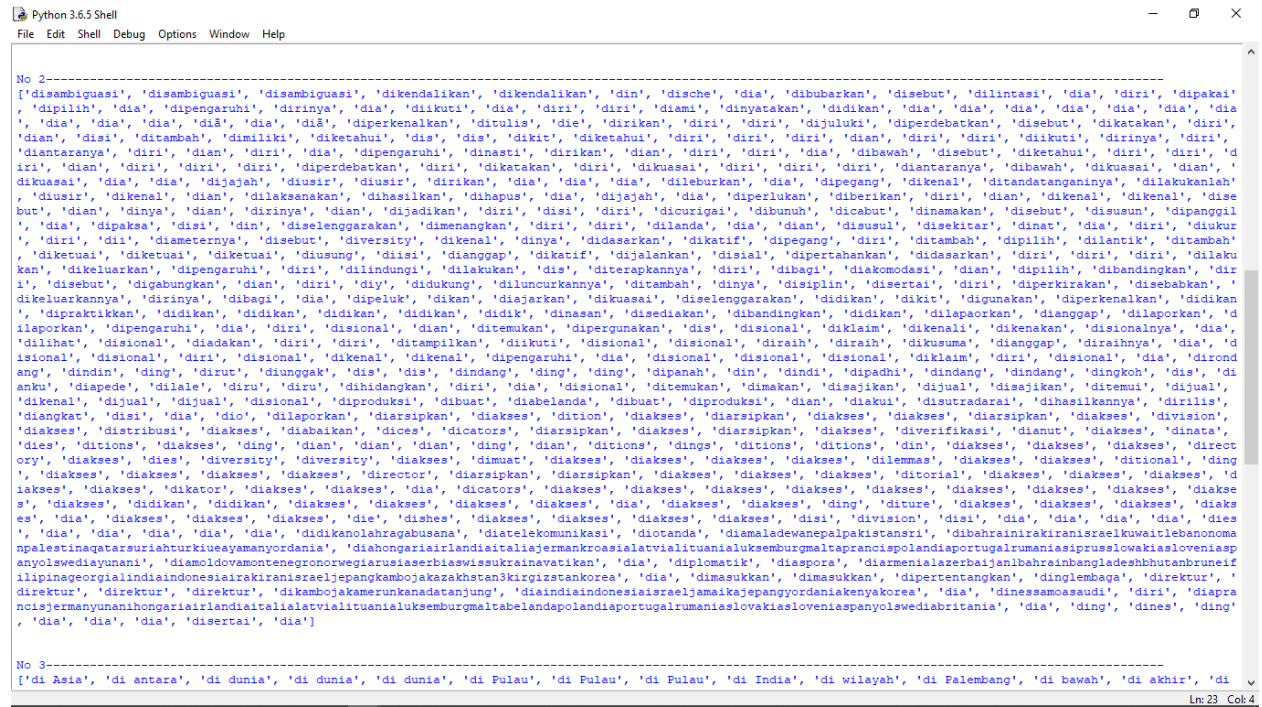 Python 3.6.5 Shell
File Edit Shell Debug Options Window Help
No 2--------------------------------------------------------------------------------------------------------------------------------------------------------
['disambiguasi', 'disambiguasi', 'disambiguasi', 'dikendalikan', 'dikendalikan', 'din', 'dische', 'dia', 'dibubarkan', 'disebut', 'dilintasi', 'dia', 'diri', 'dipakai'
, 'dipilih', 'dia', 'dipengaruhi', 'dirinya', 'dia', 'diikuti', 'dia', 'diri', 'diri', 'diami', 'dinyatakan', 'didikan', 'dia', 'dia', 'dia', 'dia', 'dia', 'dia', 'dia
', 'dia', 'dia', 'dia', 'diã', 'dia', 'diã', 'diperkenalkan', 'ditulis', 'die', 'dirikan', 'diri', 'diri', 'dijuluki', 'diperdebatkan', 'disebut', 'dikatakan', 'diri',
'dian', 'disi', 'ditambah', 'dimiliki', 'diketahui', 'dis', 'dis', 'dikit', 'diketahui', 'diri', 'diri', 'diri', 'dian', 'diri', 'diri', 'diikuti', 'dirinya', 'diri',
'diantaranya', 'diri', 'dian', 'diri', 'dia', 'dipengaruhi', 'dinasti', 'dirikan', 'dian', 'diri', 'diri', 'dia', 'dibawah', 'disebut', 'diketahui', 'diri', 'diri', 'd
iri', 'dian', 'diri', 'diri', 'diri', 'diperdebatkan', 'diri', 'dikatakan', 'diri', 'dikuasai', 'diri', 'diri', 'diri', 'diantaranya', 'dibawah', 'dikuasai', 'dian', '
dikuasai', 'dia', 'dia', 'dijajah', 'diusir', 'diusir', 'dirikan', 'dia', 'dia', 'dia', 'dileburkan', 'dia', 'dipegang', 'dikenal', 'ditandatanganinya', 'dilakukanlah'
, 'diusir', 'dikenal', 'dian', 'dilaksanakan', 'dihasilkan', 'dihapus', 'dia', 'dijajah', 'dia', 'diperlukan', 'diberikan', 'diri', 'dian', 'dikenal', 'dikenal', 'dise
but', 'dian', 'dinya', 'dian', 'dirinya', 'dian', 'dijadikan', 'diri', 'disi', 'diri', 'dicurigai', 'dibunuh', 'dicabut', 'dinamakan', 'disebut', 'disusun', 'dipanggil
', 'dia', 'dipaksa', 'disi', 'din', 'diselenggarakan', 'dimenangkan', 'diri', 'diri', 'dilanda', 'dia', 'dian', 'disusul', 'disekitar', 'dinat', 'dia', 'diri', 'diukur
', 'diri', 'dii', 'diameternya', 'disebut', 'diversity', 'dikenal', 'dinya', 'didasarkan', 'dikatif', 'dipegang', 'diri', 'ditambah', 'dipilih', 'dilantik', 'ditambah'
, 'diketuai', 'diketuai', 'diketuai', 'diusung', 'diisi', 'dianggap', 'dikatif', 'dijalankan', 'disial', 'dipertahankan', 'didasarkan', 'diri', 'diri', 'diri', 'dilaku
kan', 'dikeluarkan', 'dipengaruhi', 'diri', 'dilindungi', 'dilakukan', 'dis', 'diterapkannya', 'diri', 'dibagi', 'diakomodasi', 'dian', 'dipilih', 'dibandingkan', 'dir
i', 'disebut', 'digabungkan', 'dian', 'diri', 'diy', 'didukung', 'diluncurkannya', 'ditambah', 'dinya', 'disiplin', 'disertai', 'diri', 'diperkirakan', 'disebabkan', '
dikeluarkannya', 'dirinya', 'dibagi', 'dia', 'dipeluk', 'dikan', 'diajarkan', 'dikuasai', 'diselenggarakan', 'didikan', 'dikit', 'digunakan', 'diperkenalkan', 'didikan
', 'dipraktikkan', 'didikan', 'didikan', 'didikan', 'didikan', 'didik', 'dinasan', 'disediakan', 'dibandingkan', 'didikan', 'dilapaorkan', 'dianggap', 'dilaporkan', 'd
ilaporkan', 'dipengaruhi', 'dia', 'diri', 'disional', 'dian', 'ditemukan', 'dipergunakan', 'dis', 'disional', 'diklaim', 'dikenali', 'dikenakan', 'disionalnya', 'dia',
'dilihat', 'disional', 'diadakan', 'diri', 'diri', 'ditampilkan', 'diikuti', 'disional', 'disional', 'diraih', 'diraih', 'dikusuma', 'dianggap', 'diraihnya', 'dia', 'd
isional', 'disional', 'diri', 'disional', 'dikenal', 'dikenal', 'dipengaruhi', 'dia', 'disional', 'disional', 'disional', 'diklaim', 'diri', 'disional', 'dia', 'dirond
ang', 'dindin', 'ding', 'dirut', 'diunggak', 'dis', 'dis', 'dindang', 'ding', 'ding', 'dipanah', 'din', 'dindi', 'dipadhi', 'dindang', 'dindang', 'dingkoh', 'dis', 'di
anku', 'diapede', 'dilale', 'diru', 'diru', 'dihidangkan', 'diri', 'dia', 'disional', 'ditemukan', 'dimakan', 'disajikan', 'dijual', 'disajikan', 'ditemui', 'dijual',
'dikenal', 'dijual', 'dijual', 'disional', 'diproduksi', 'dibuat', 'diabelanda', 'dibuat', 'diproduksi', 'dian', 'diakui', 'disutradarai', 'dihasilkannya', 'dirilis',
'diangkat', 'disi', 'dia', 'dio', 'dilaporkan', 'diarsipkan', 'diakses', 'dition', 'diakses', 'diarsipkan', 'diakses', 'diakses', 'diarsipkan', 'diakses', 'division',
'diakses', 'distribusi', 'diakses', 'diabaikan', 'dices', 'dicators', 'diarsipkan', 'diakses', 'diarsipkan', 'diakses', 'diverifikasi', 'dianut', 'diakses', 'dinata',
'dies', 'ditions', 'diakses', 'ding', 'dian', 'dian', 'dian', 'ding', 'dian', 'ditions', 'dings', 'ditions', 'ditions', 'din', 'diakses', 'diakses', 'diakses', 'direct
ory', 'diakses', 'dies', 'diversity', 'diversity', 'diakses', 'dimuat', 'diakses', 'diakses', 'diakses', 'diakses', 'dilemmas', 'diakses', 'diakses', 'ditional', 'ding
', 'diakses', 'diakses', 'diakses', 'diakses', 'director', 'diarsipkan', 'diarsipkan', 'diakses', 'diakses', 'diakses', 'diakses', 'ditorial', 'diakses', 'diakses', 'd
iakses', 'diakses', 'dikator', 'diakses', 'diakses', 'dia', 'dicators', 'diakses', 'diakses', 'diakses', 'diakses', 'diakses', 'diakses', 'diakses', 'diakses', 'diakse
s', 'diakses', 'didikan', 'didikan', 'diakses', 'diakses', 'diakses', 'diakses', 'dia', 'diakses', 'diakses', 'diakses', 'ding', 'diture', 'diakses', 'diakses', 'diaks
es', 'dia', 'diakses', 'diakses', 'diakses', 'die', 'dishes', 'diakses', 'diakses', 'diakses', 'diakses', 'disi', 'division', 'disi', 'dia', 'dia', 'dia', 'dia', 'dies
', 'dia', 'dia', 'dia', 'dia', 'didikanolahragabusana', 'diatelekomunikasi', 'diotanda', 'diamaladewanepalpakistansri', 'dibahrainirakiranisraelkuwaitlebanonoma
npalestinaqatarsuriahturkiueayamanyordania', 'diahongariairlandiaitaliajermankroasialatvialituanialuksemburgmaltaprancispolandiaportugalrumaniasiprusslowakiasloveniasp
anyolswediayunani', 'diamoldovamontenegronorwegiarusiaserbiaswissukrainavatikan', 'dia', 'diplomatik', 'diaspora', 'diarmenialazerbaijan1bahrainbangladeshbhutanbruneif
ilipinageorgialindiaindonesiairakiranisraeljepangkambojakazakhstan3kirgizstankorea', 'dia', 'dimasukkan', 'dimasukkan', 'dipertentangkan', 'dinglembaga', 'direktur', '
direktur', 'direktur', 'direktur', 'dikambojakamerunkanadatanjung', 'diaindiaindonesiaisraeljamaikajepangyordaniakenyakorea', 'dia', 'dinessamoasaudi', 'diri', 'diapra
ncisjermanyunanihongariairlandiaitalialatvialituanialuksemburgmaltabelandapolandiaportugalrumaniaslovakiasloveniaspanyolswediabritania', 'dia', 'ding', 'dines', 'ding'
, 'dia', 'dia', 'dia', 'disertai', 'dia']
No 3--------------------------------------------------------------------------------------------------------------------------------------------------------
['di Asia', 'di antara', 'di dunia', 'di dunia', 'di dunia', 'di Pulau', 'di Pulau', 'di Pulau', 'di India', 'di wilayah', 'di Palembang', 'di bawah', 'di akhir', 'di
Ln: 23 Col: 4